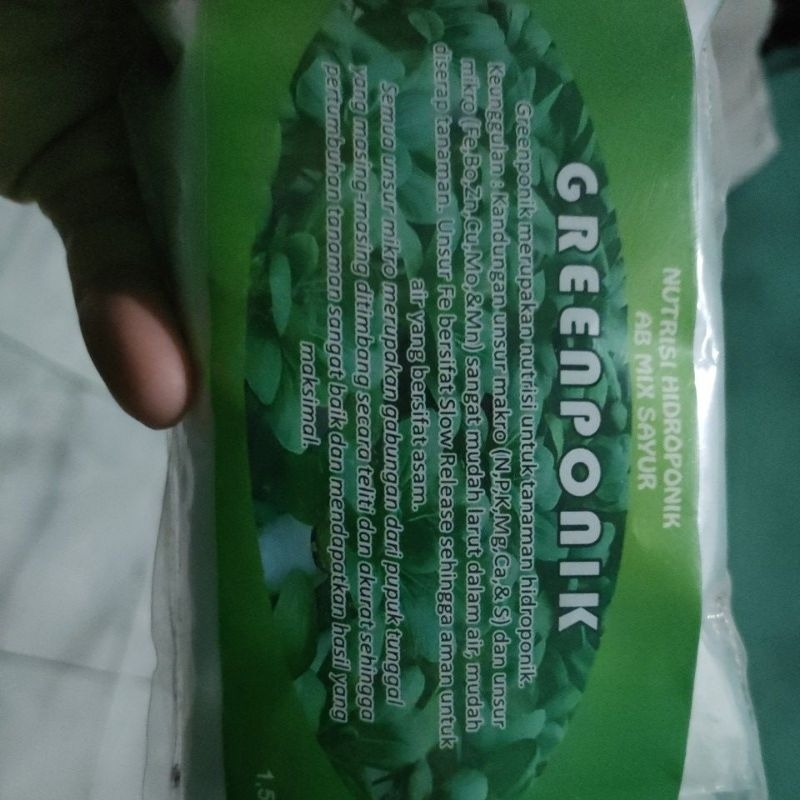 NUTRISI HIDROPONIK
AB MIX SAYUR
GREENPONIK
Greenponik merupakan nutrisi untuk tanaman hidroponik.
Keunggulan : Kandungan unsur makro (N,P,K,Mg,Ca,& S) dan unsur
mikro (Fe,Bo,Zn,Cu,Mo,&Mn) sangat mudah larut dalam air, mudah
diserap tanaman. Unsur Fe bersifat Slow Release sehingga aman untuk
air yang bersifat asam.
Semua unsur mikro merupakan gabungan dari pupuk tunggal
yang masing-masing ditimbang secara teliti dan akurat sehingga
pertumbuhan tanaman sangat baik dan mendapatkan hasil yang
maksimal.